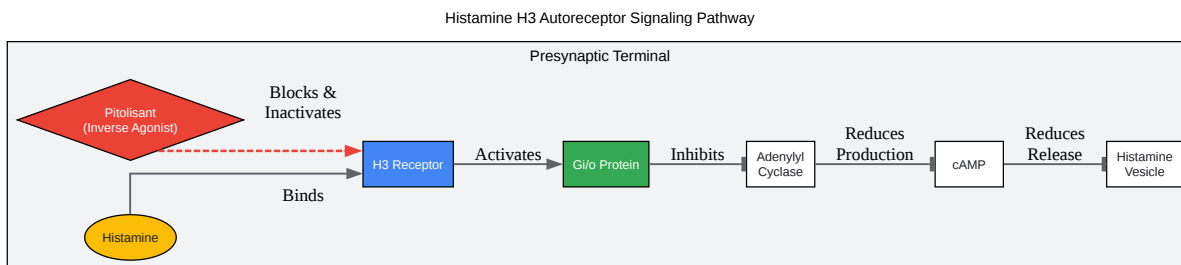 Histamine H3 Autoreceptor Signaling Pathway
Presynaptic Terminal
Pitolisant
(Inverse Agonist)
Blocks &
Inactivates
Binds
Histamine
H3 Receptor
Activates
Gi/o Protein
Inhibits
Adenylyl
Cyclase
Reduces
Production
cAMP
Reduces
Release
Histamine
Vesicle